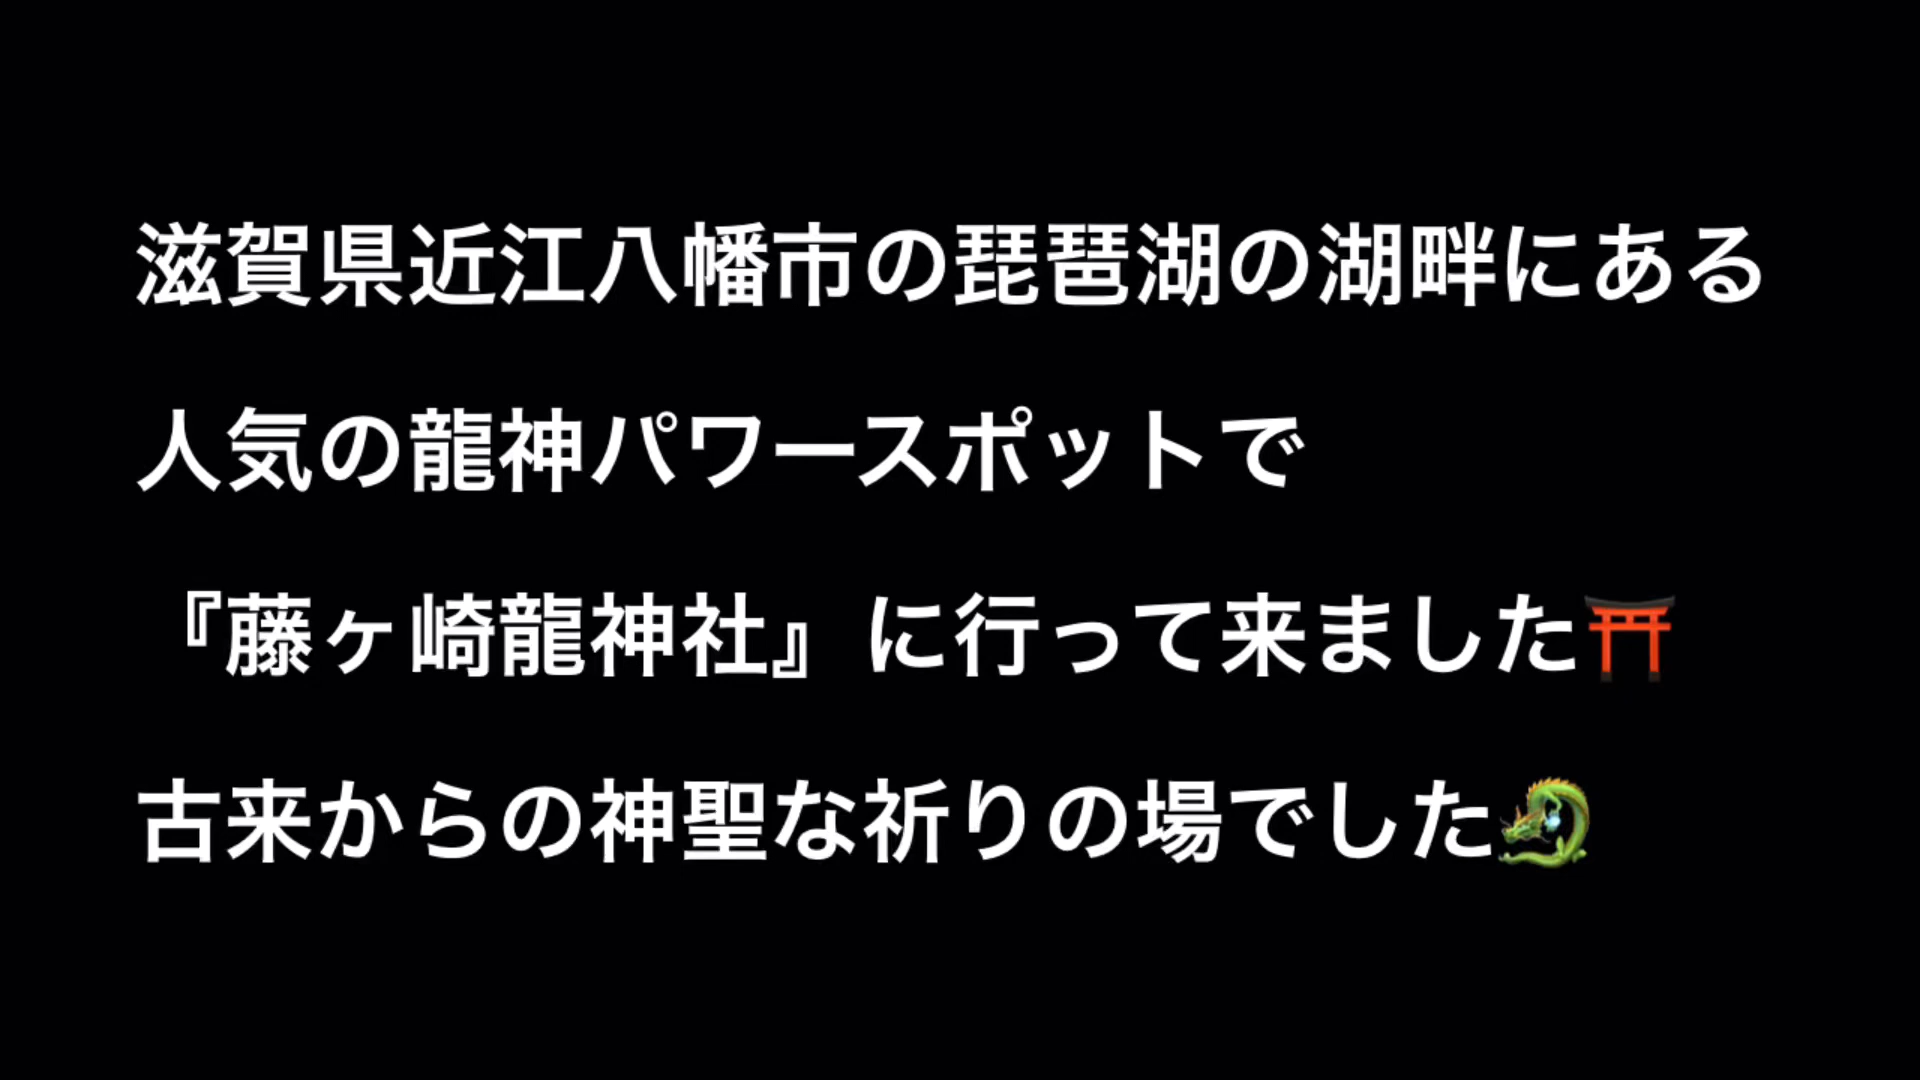 滋賀県近江八幡市の琵琶湖の湖畔にある
人気の龍神パワースポットで
『藤ヶ崎龍神社』に行って来ました⛩️
古来からの神聖な祈りの場でした🐉